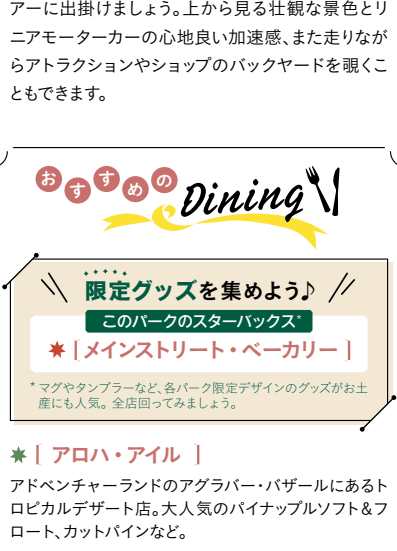 アーに出掛けましょう。上から見る壮観な景色とリ
ニアモーターカーの心地良い加速感、また走りなが
らアトラクションやショップのバックヤードを覗くこ
ともできます。
おすすめの Dining
限定グッズを集めよう♪
このパークのスターバックス*
[メインストリート・ベーカリー]
* マグやタンブラーなど、各パーク限定デザインのグッズがお土
産にも人気。全店回ってみましょう。
[ アロハ・アイル ]
アドベンチャーランドのアグラバー・バザールにあるト
ロピカルデザート店。大人気のパイナップルソフト&フ
ロート、カットパインなど。